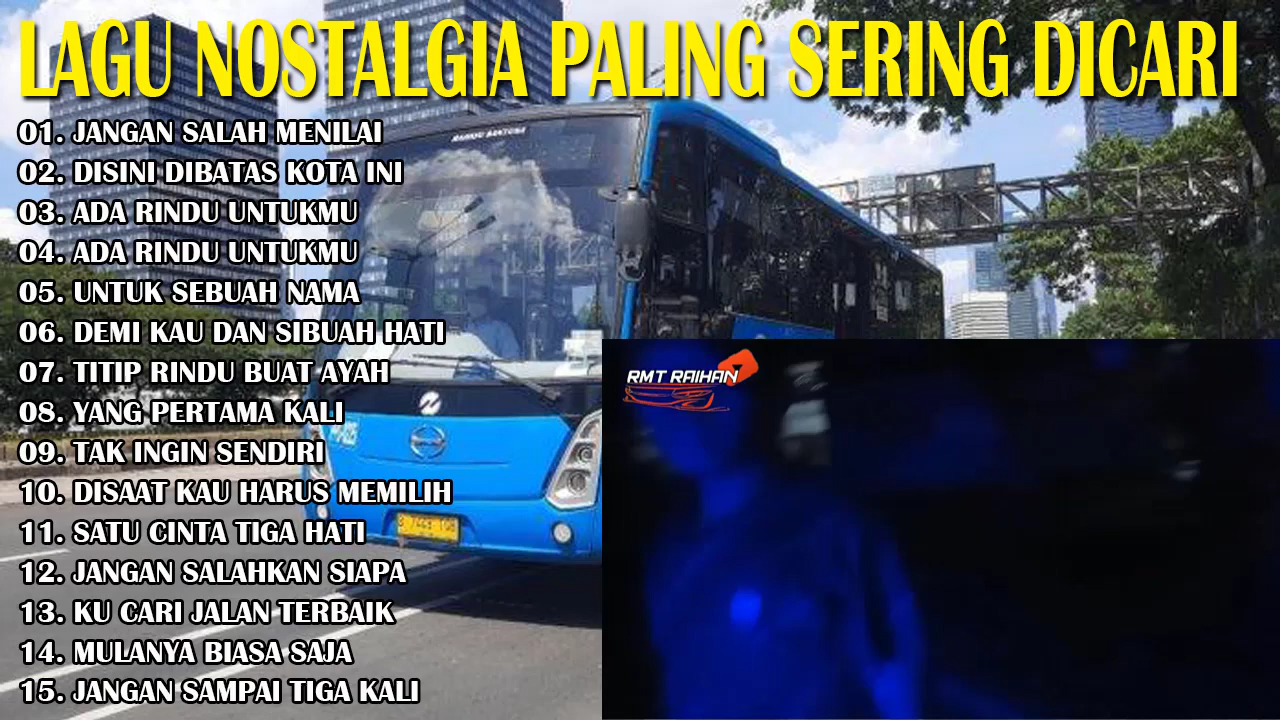 LAGU NOSTALGIA PALING SERING DICARI
01. JANGAN SALAH MENILAI
02. DISINI DIBATAS KOTA INI
03. ADA RINDU UNTUKMU
04. ADA RINDU UNTUKMU
05. UNTUK SEBUAH NAMA
06. DEMI KAU DAN SIBUAH HATI
07. TITIP RINDU BUAT AYAH
08. YANG PERTAMA KALI
09. TAK INGIN SENDIRI
10. DISAAT KAU HARUS MEMILIH
11. SATU CINTA TIGA HATI
12. JANGAN SALAHKAN SIAPA
13. KU CARI JALAN TERBAIK
14. MULANYA BIASA SAJA
15. JANGAN SAMPAI TIGA KALI
RMT RAIHAN